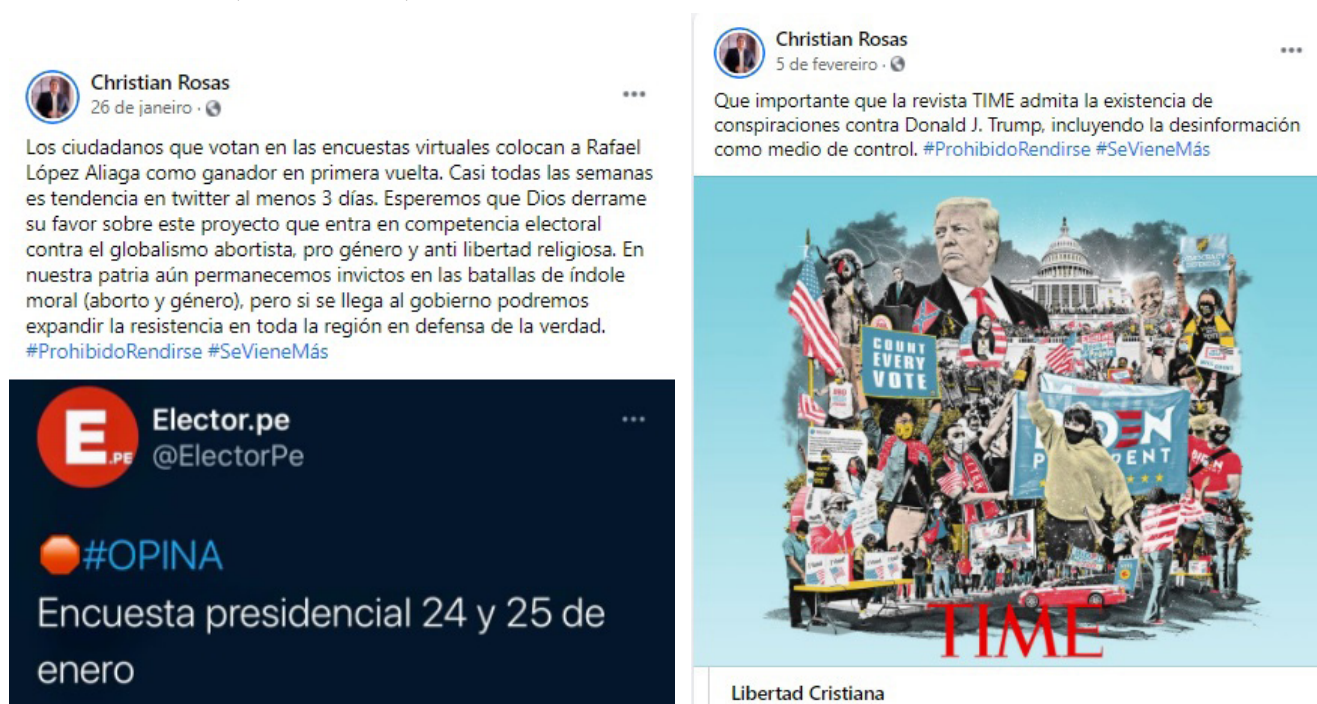 Christian Rosas
26 de janeiro
Los ciudadanos que votan en las encuestas virtuales colocan a Rafael
López Aliaga como ganador en primera vuelta. Casi todas las semanas
es tendencia en twitter al menos 3 días. Esperemos que Dios derrame
su favor sobre este proyecto que entra en competencia electoral
contra el globalismo abortista, pro género y anti libertad religiosa. En
nuestra patria aún permanecemos invictos en las batallas de índole
moral (aborto y género), pero si se llega al gobierno podremos
expandir la resistencia en toda la región en defensa de la verdad.
#ProhibidoRendirse #SeVieneMás
E.PE
Elector.pe
@ElectorPe
#OPINA
Encuesta presidencial 24 y 25 de
enero
Christian Rosas
5 de fevereiro
Que importante que la revista TIME admita la existencia de
conspiraciones contra Donald J. Trump, incluyendo la desinformación
como medio de control. #ProhibidoRendirse #SeVieneMás
COUNT
EVERY
VOTE
BIDEN
PRESIDENT
BIDEN
TIME
Libertad Cristiana